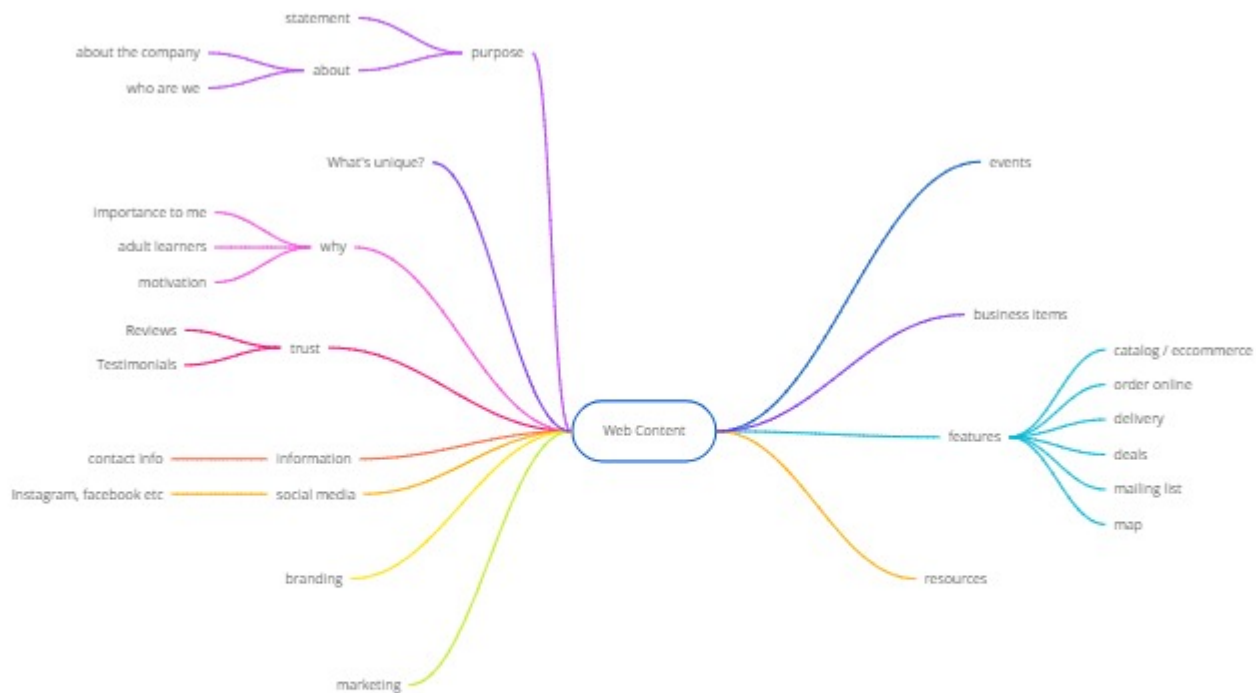 statement
purpose
about the company
about
who are we
What's unique?
importance to me
adult learners
why
motivation
Reviews
trust
Testimonials
contact info
information
Instagram, facebook etc
social media
branding
marketing
Web Content
events
business items
features
catalog / eccommerce
order online
delivery
deals
mailing list
map
resources